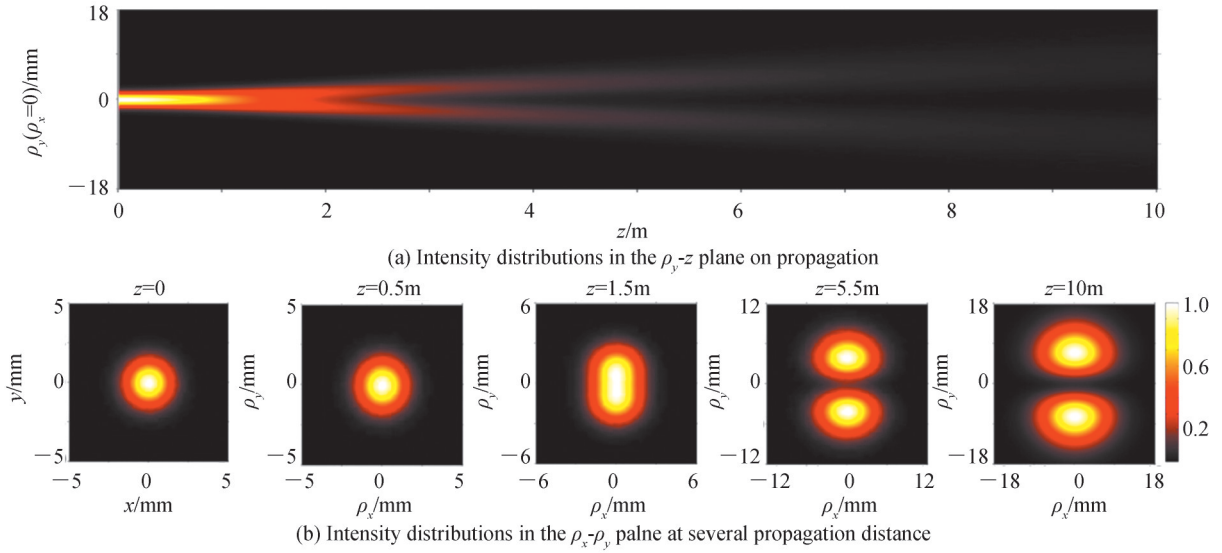 18
0
−18
ρy(ρx=0)/mm
0 2 4 6 8 10
z/m
(a) Intensity distributions in the ρy-z plane on propagation
z=0 z=0.5m z=1.5m z=5.5m z=10m
5 5 6 12 18 1.0
0.8
y/mm 0 ρy/mm 0 ρy/mm 0 ρy/mm 0 ρy/mm 0 0.6
0.4
0.2
−5 −5 −6 −12 −18
−5 0 5 −5 0 5 −6 0 6 −12 0 12 −18 0 18
x/mm ρx/mm ρx/mm ρx/mm ρx/mm
(b) Intensity distributions in the ρx-ρy palne at several propagation distance